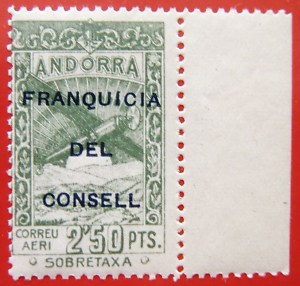 ANDORRA
FRANQUICIA
DEL
CONSELL
CORREU
AERI
2'50 PTS.
SOBRETAXA